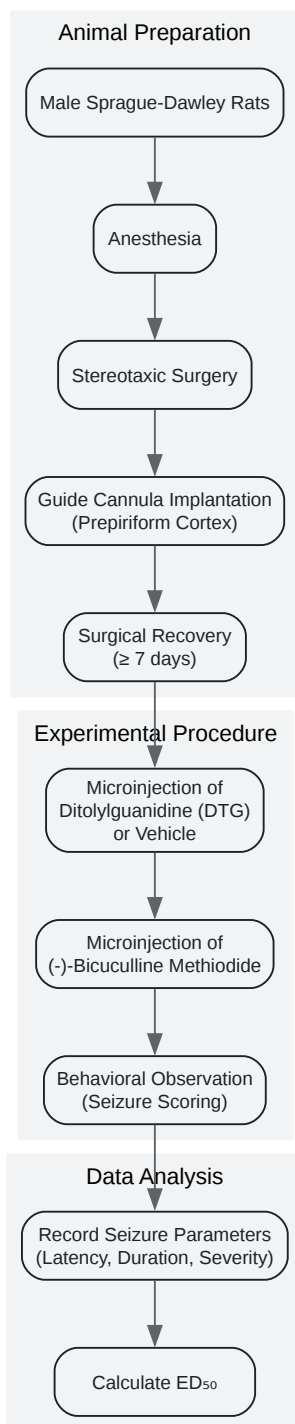 Animal Preparation
Male Sprague-Dawley Rats
Anesthesia
Stereotaxic Surgery
Guide Cannula Implantation
(Prepiriform Cortex)
Surgical Recovery
(≥ 7 days)
Experimental Procedure
Microinjection of
Ditolylguanidine (DTG)
or Vehicle
Microinjection of
(-)-Bicuculline Methiodide
Behavioral Observation
(Seizure Scoring)
Data Analysis
Record Seizure Parameters
(Latency, Duration, Severity)
Calculate ED₅₀